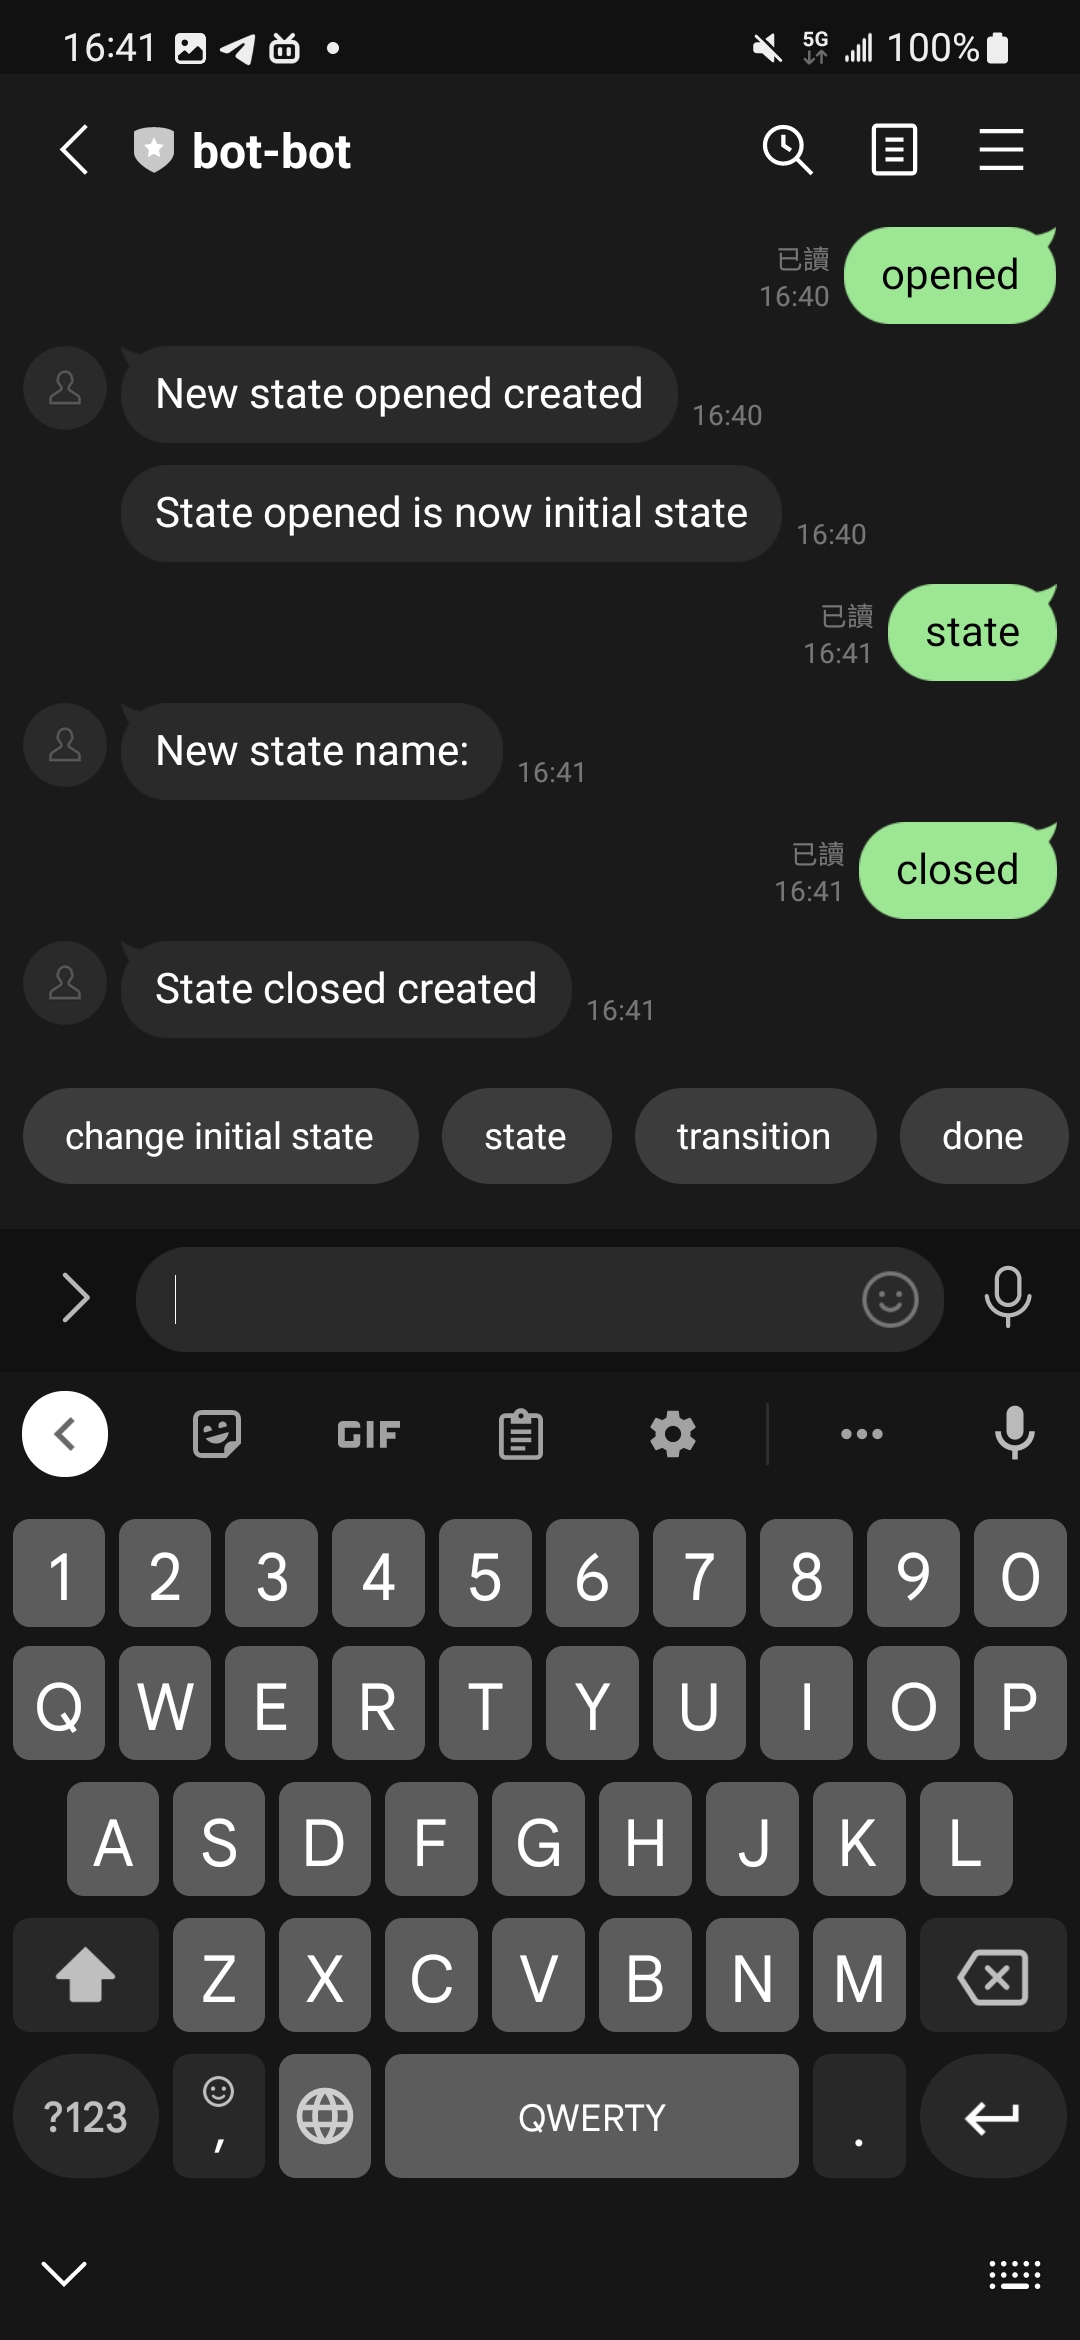 16:41
5G
100%
bot-bot
已讀
16:40
opened
New state opened created
16:40
State opened is now initial state
16:40
已讀
16:41
state
New state name:
16:41
已讀
16:41
closed
State closed created
16:41
change initial state
state
transition
done
GIF
1 2 3 4 5 6 7 8 9 0
Q W E R T Y U I O P
A S D F G H J K L
Z X C V B N M
?123 , QWERTY .